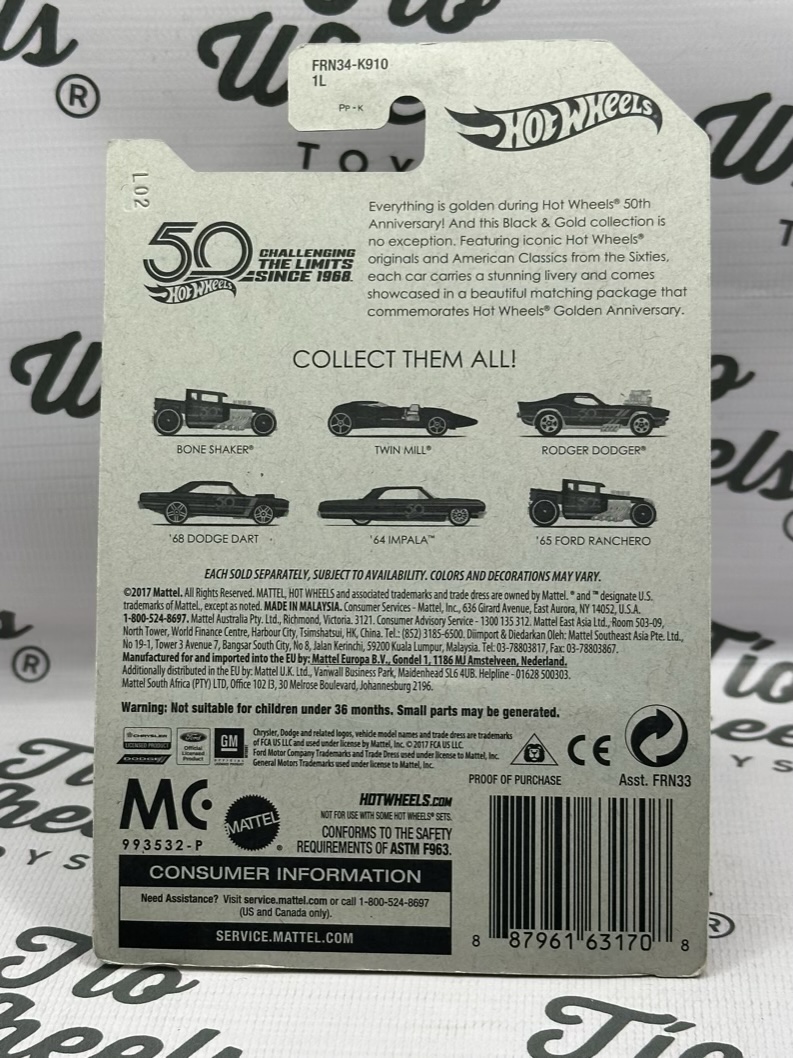 FRN34-K910
1L
PP-K
HOT WHEELS
®
TOY
L02
50
HOT WHEELS
CHALLENGING
THE LIMITS
SINCE 1968.
Everything is golden during Hot Wheels® 50th
Anniversary! And this Black & Gold collection is
no exception. Featuring iconic Hot Wheels®
originals and American Classics from the Sixties,
each car carries a stunning livery and comes
showcased in a beautiful matching package that
commemorates Hot Wheels® Golden Anniversary.
COLLECT THEM ALL!
BONE SHAKER® TWIN MILL® RODGER DODGER®
'68 DODGE DART '64 IMPALA™ '65 FORD RANCHERO
EACH SOLD SEPARATELY, SUBJECT TO AVAILABILITY. COLORS AND DECORATIONS MAY VARY.
©2017 Mattel. All Rights Reserved. MATTEL, HOT WHEELS and associated trademarks and trade dress are owned by Mattel. ® and ™ designate U.S.
trademarks of Mattel, except as noted. MADE IN MALAYSIA. Consumer Services - Mattel, Inc., 636 Girard Avenue, East Aurora, NY 14052, U.S.A.
1-800-524-8697. Mattel Australia Pty. Ltd., Richmond, Victoria. 3121. Consumer Advisory Service - 1300 135 312. Mattel East Asia Ltd., Room 503-09,
North Tower, World Finance Centre, Harbour City, Tsimshatsui, HK, China. Tel.: (852) 3185-6500. Diimport & Diedarkan Oleh: Mattel Southeast Asia Pte. Ltd.,
No 19-1, Tower 3 Avenue 7, Bangsar South City, No 8, Jalan Kerinchi, 59200 Kuala Lumpur, Malaysia. Tel: 03-78803817, Fax: 03-78803867.
Manufactured for and imported into the EU by: Mattel Europa B.V., Gondel 1, 1186 MJ Amstelveen, Nederland.
Additionally distributed in the EU by: Mattel U.K. Ltd., Vanwall Business Park, Maidenhead SL6 4UB. Helpline - 01628 500303.
Mattel South Africa (PTY) LTD, Office 102 I3, 30 Melrose Boulevard, Johannesburg 2196.
Warning: Not suitable for children under 36 months. Small parts may be generated.
CHRYSLER
LICENSED PRODUCT
DODGE
Ford
Official
Licensed
Product
GM
Chrysler, Dodge and related logos, vehicle model names and trade dress are trademarks
of FCA US LLC and used under license by Mattel, Inc. © 2017 FCA US LLC.
Ford Motor Company Trademarks and Trade Dress used under license to Mattel, Inc.
General Motors Trademarks used under license to Mattel, Inc.
CE
PROOF OF PURCHASE
Asst. FRN33
MC
993532-P
MATTEL
®
HOTWHEELS.COM
NOT FOR USE WITH SOME HOT WHEELS® SETS.
CONFORMS TO THE SAFETY
REQUIREMENTS OF ASTM F963.
CONSUMER INFORMATION
Need Assistance? Visit service.mattel.com or call 1-800-524-8697
(US and Canada only).
SERVICE.MATTEL.COM
8 87961 63170 8
Tio
Wheels
Tio